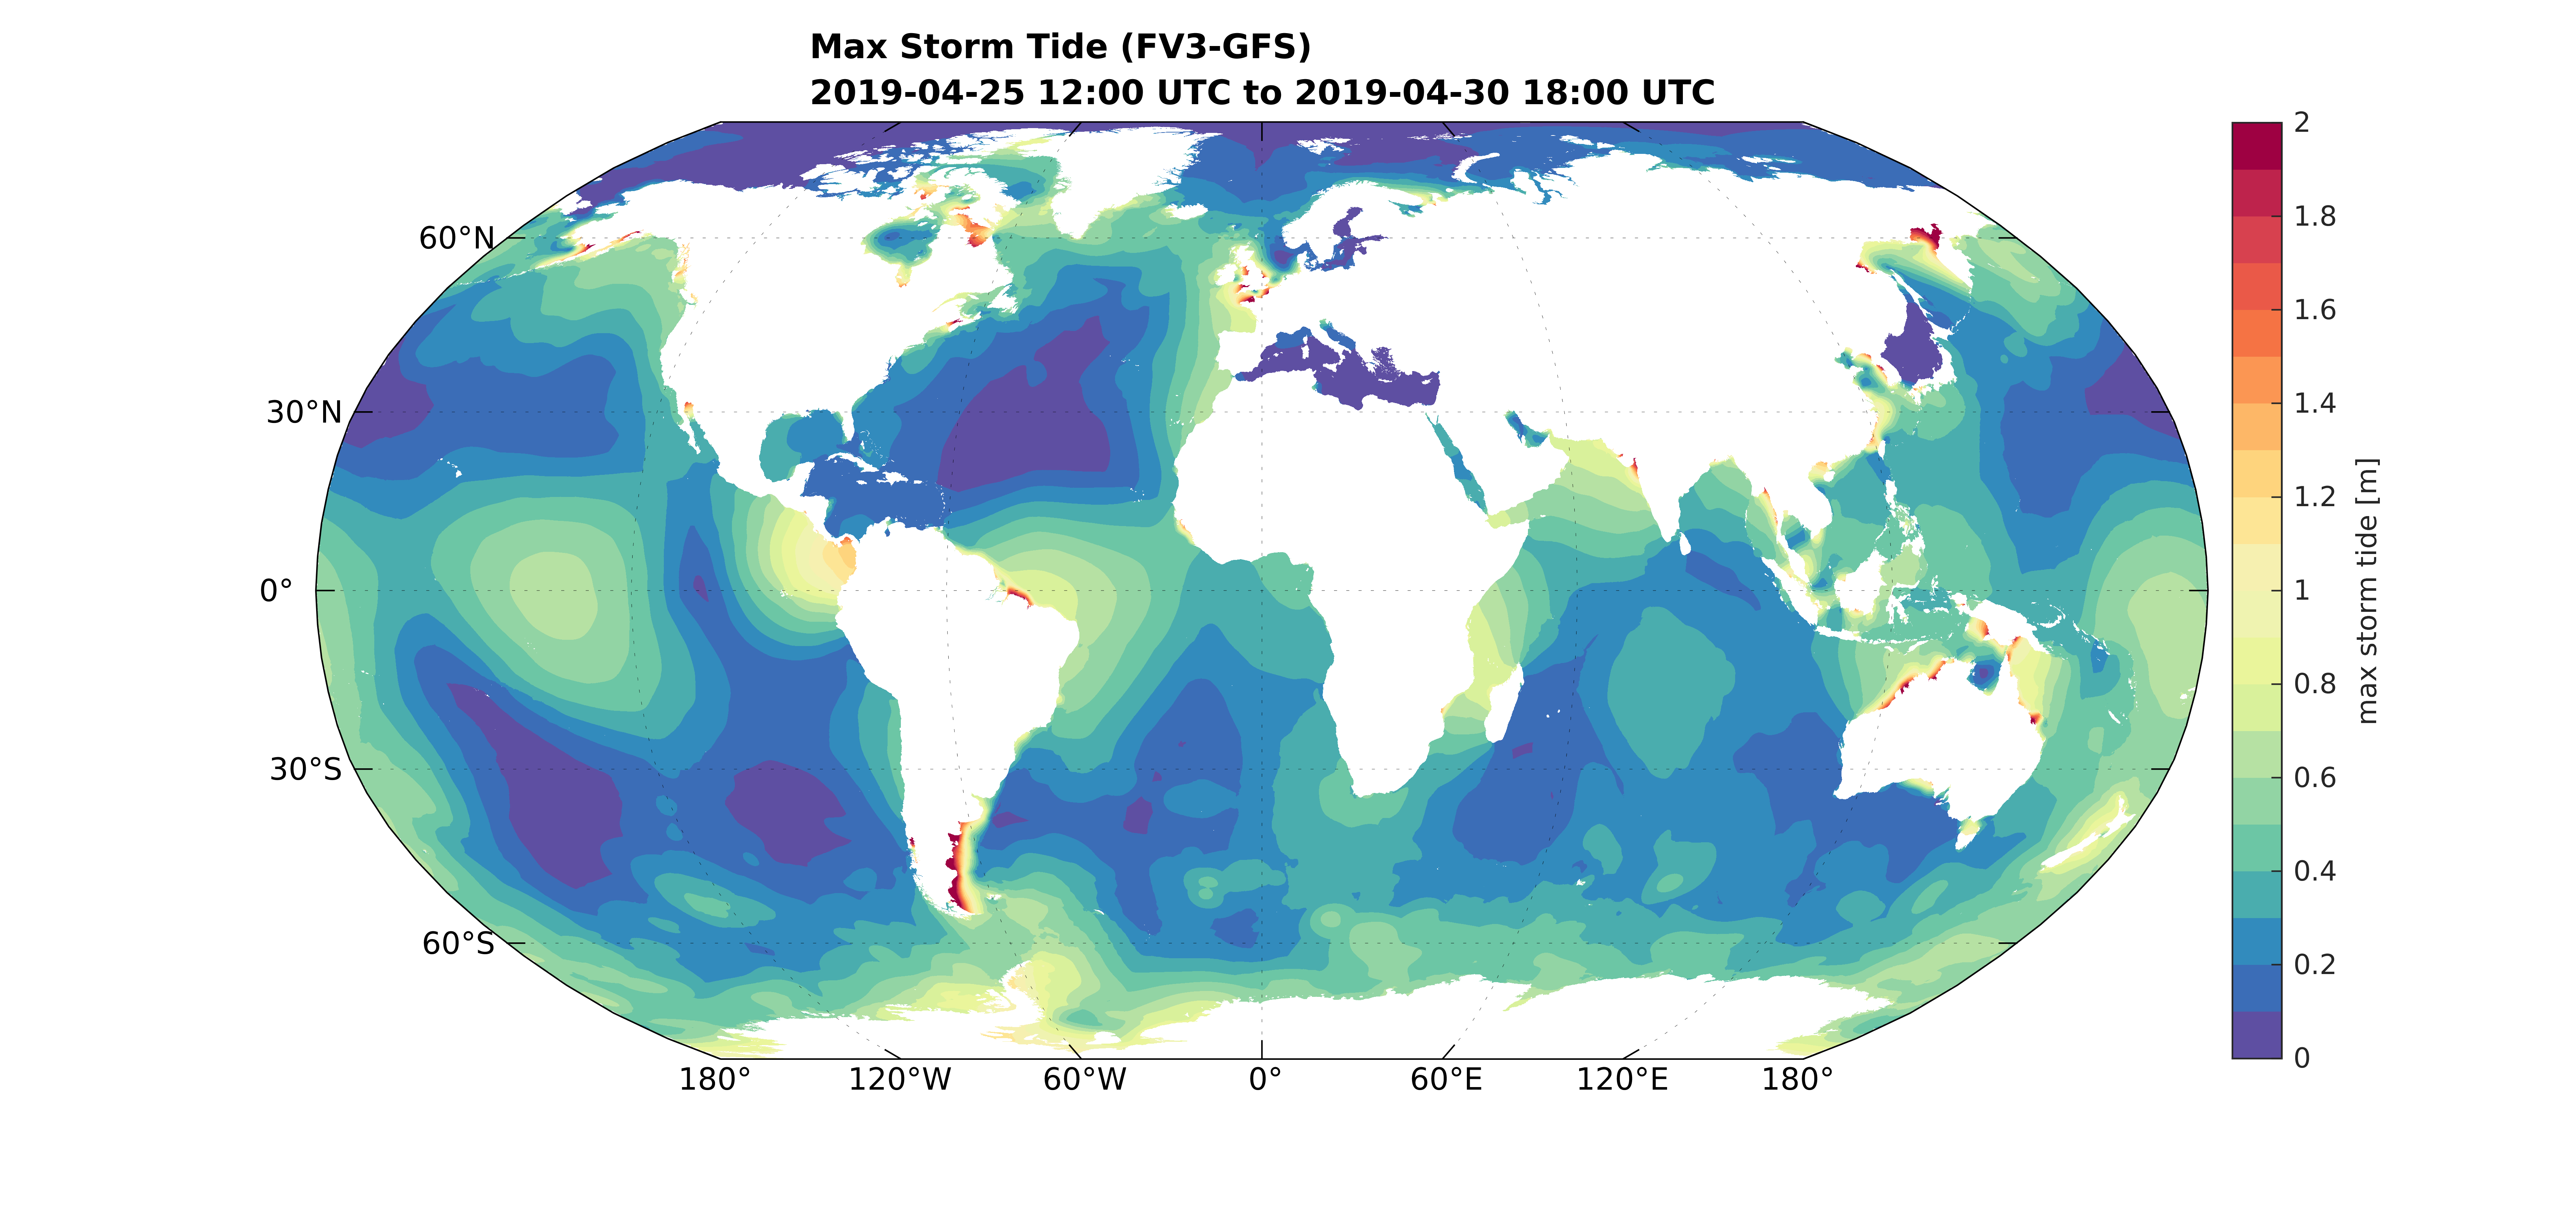 Max Storm Tide (FV3-GFS)
2019-04-25 12:00 UTC to 2019-04-30 18:00 UTC
60°N
30°N
0°
30°S
60°S
180°
120°W
60°W
0°
60°E
120°E
180°
2
1.8
1.6
1.4
1.2
1
0.8
0.6
0.4
0.2
0
max storm tide [m]